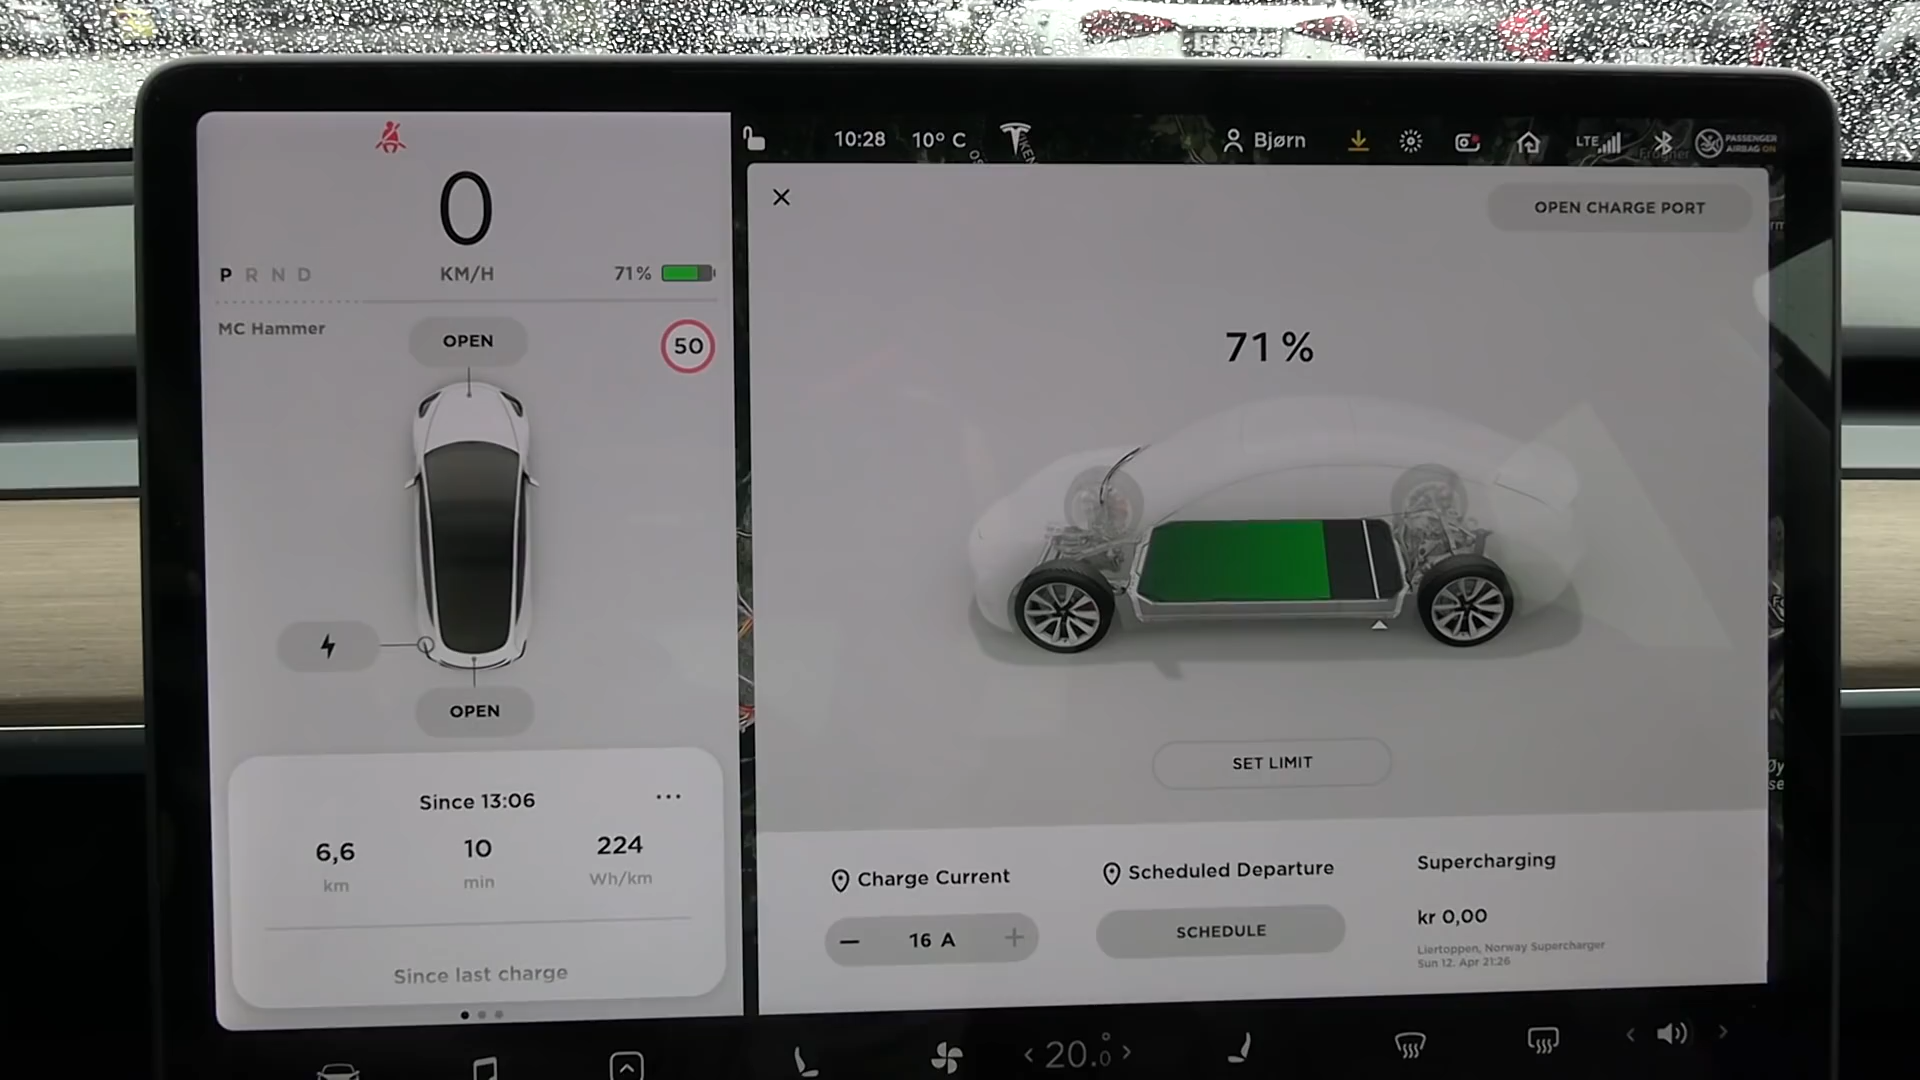 10:28 10° C Bjørn LTE PASSENGER
AIRBAG ON
0
KM/H
P R N D
71%
MC Hammer
OPEN
50
OPEN
Since 13:06
6,6 10 224
km min Wh/km
Since last charge
OPEN CHARGE PORT
71 %
SET LIMIT
Charge Current
16 A
Scheduled Departure
SCHEDULE
Supercharging
kr 0,00
Liertoppen, Norway Supercharger
Sun 12. Apr 21:26
20.0